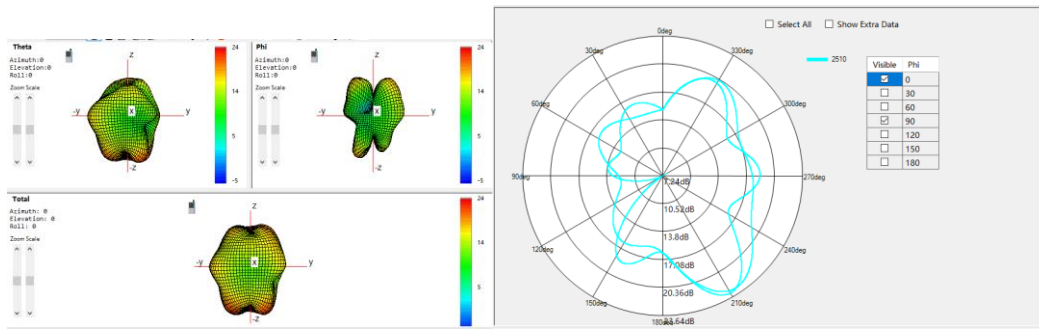 Theta
Azimuth:0
Elevation:0
Roll:0
Zoom Scale
z
-y
x
y
-z
24
14
5
-5
Phi
Azimuth:0
Elevation:0
Roll:0
Zoom Scale
z
-y
x
y
-z
24
14
5
-5
Total
Azimuth: 0
Elevation: 0
Roll: 0
Zoom Scale
z
-y
x
y
-z
24
14
5
Select All
Show Extra Data
2510
0deg
30deg
330deg
60deg
300deg
90deg
270deg
120deg
240deg
150deg
210deg
180deg
7.24dB
10.52dB
13.8dB
17.08dB
20.36dB
23.64dB
Visible Phi
0
30
60
90
120
150
180